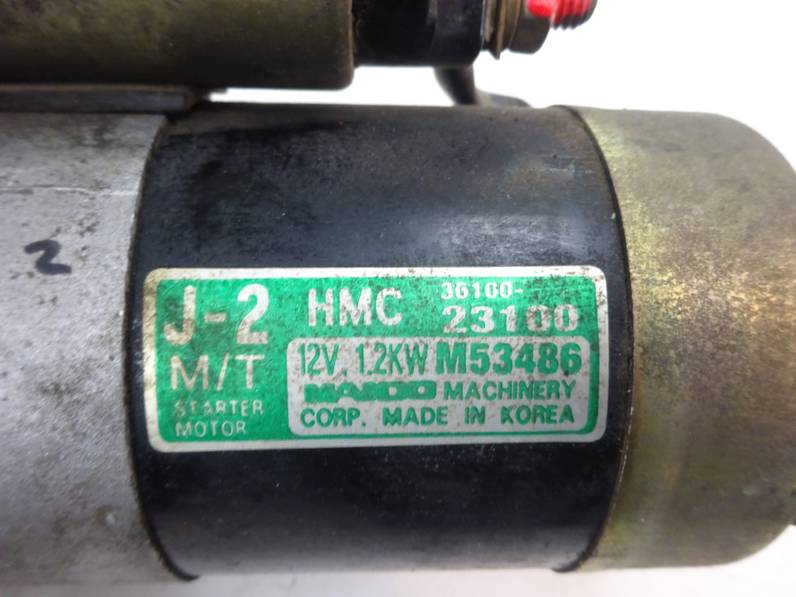 2
J-2 HMC 36100-
23100
M/T 12V, 1.2KW M53486
STARTER MANDO MACHINERY
MOTOR CORP. MADE IN KOREA